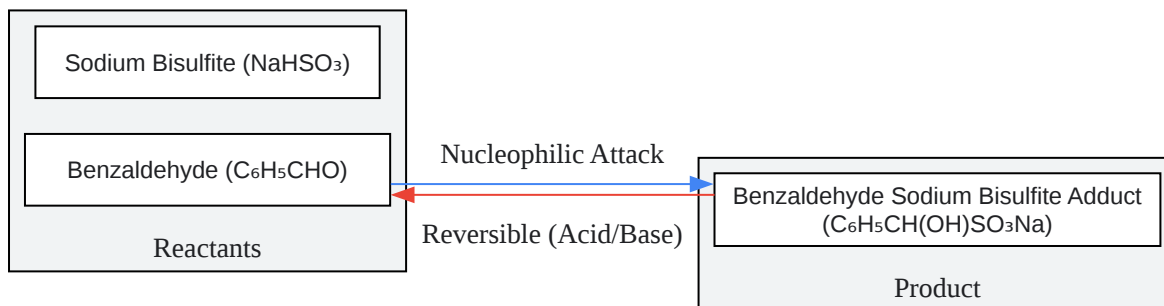 Sodium Bisulfite (NaHSO₃)
Benzaldehyde (C₆H₅CHO)
Reactants
Nucleophilic Attack
Reversible (Acid/Base)
Benzaldehyde Sodium Bisulfite Adduct
(C₆H₅CH(OH)SO₃Na)
Product